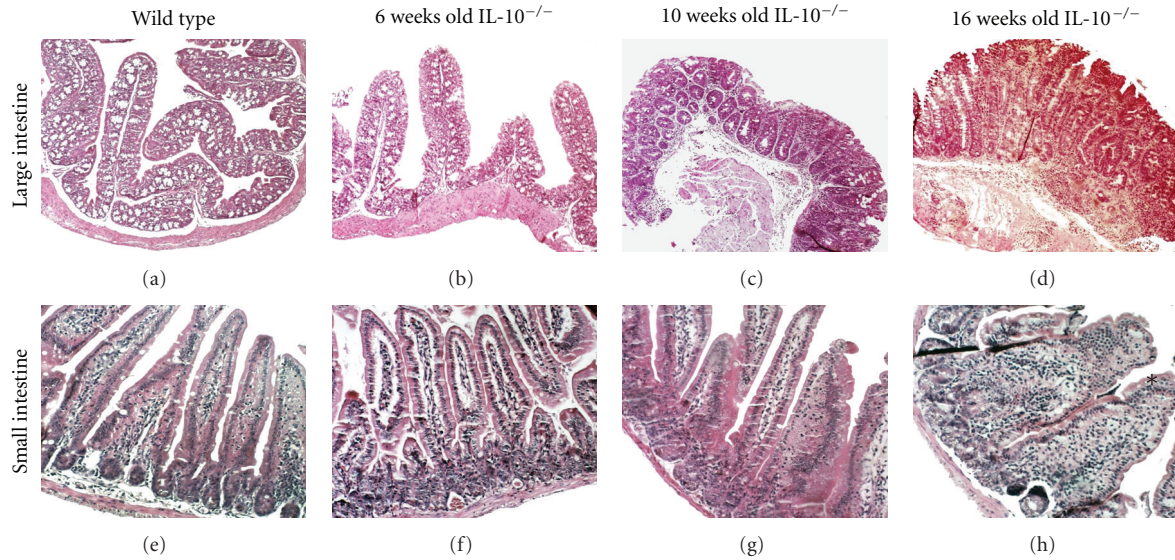 Wild type
6 weeks old IL-10−/−
10 weeks old IL-10−/−
16 weeks old IL-10−/−
Large intestine
(a)
(b)
(c)
(d)
Small intestine
*
(e)
(f)
(g)
(h)